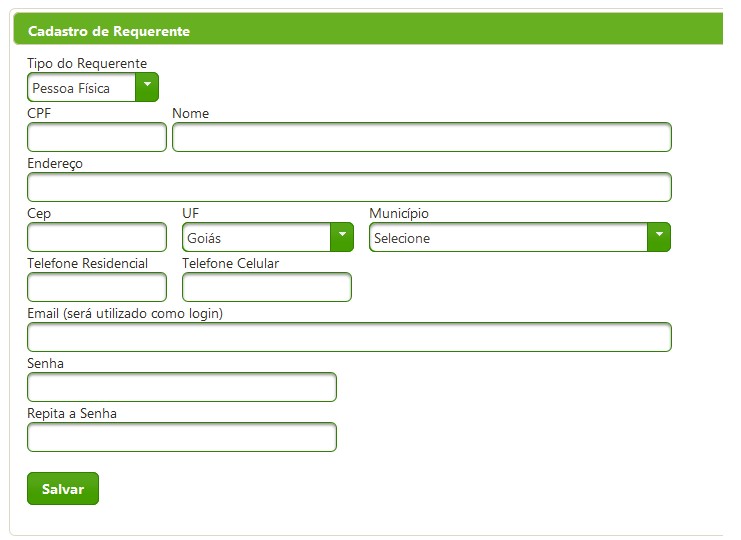 Cadastro de Requerente
Tipo do Requerente
Pessoa Física
CPF Nome
Endereço
Cep UF Município
Goiás Selecione
Telefone Residencial Telefone Celular
Email (será utilizado como login)
Senha
Repita a Senha
Salvar